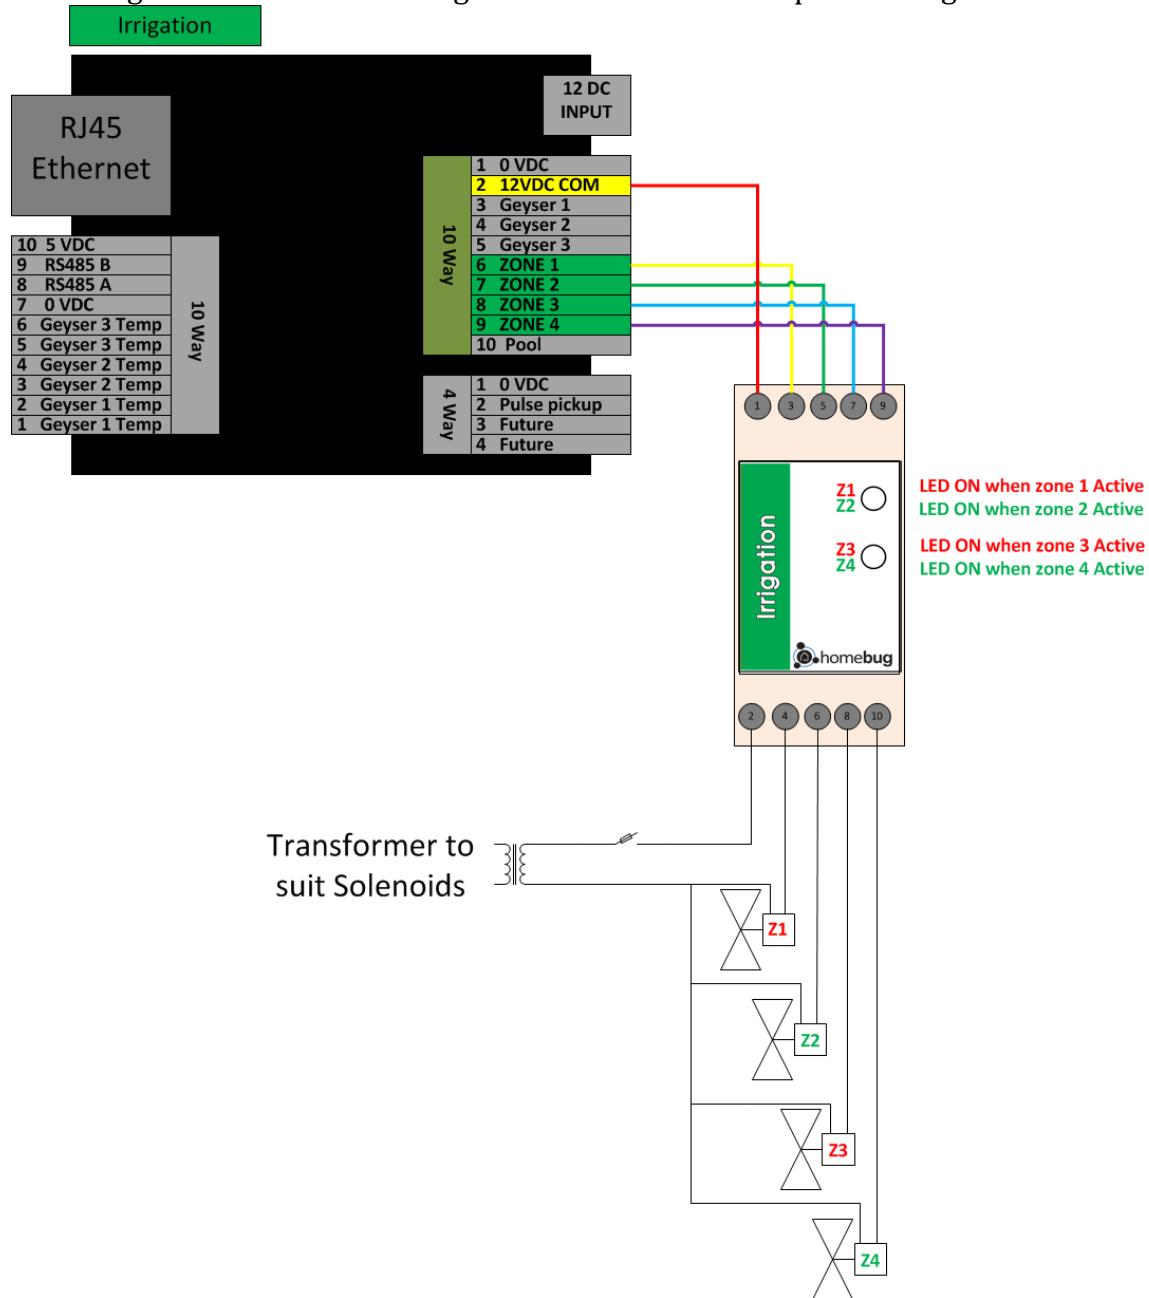 Irrigation
12 DC
INPUT
RJ45
Ethernet
10 Way
1 0 VDC
2 12VDC COM
3 Geyser 1
4 Geyser 2
5 Geyser 3
6 ZONE 1
7 ZONE 2
8 ZONE 3
9 ZONE 4
10 Pool
10 5 VDC
9 RS485 B
8 RS485 A
7 0 VDC
6 Geyser 3 Temp
5 Geyser 3 Temp
4 Geyser 2 Temp
3 Geyser 2 Temp
2 Geyser 1 Temp
1 Geyser 1 Temp
10 Way
4 Way
1 0 VDC
2 Pulse pickup
3 Future
4 Future
1 3 5 7 9
Irrigation
Z1
Z2
Z3
Z4
homebug
LED ON when zone 1 Active
LED ON when zone 2 Active
LED ON when zone 3 Active
LED ON when zone 4 Active
2 4 6 8 10
Transformer to
suit Solenoids
Z1
Z2
Z3
Z4